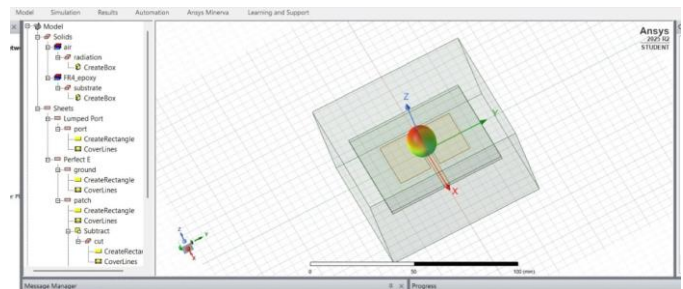 Model Simulation Results Automation Ansys Minerva Learning and Support
Model
Solids
air
radiation
CreateBox
FR4_epoxy
substrate
CreateBox
Sheets
Lumped Port
port
CreateRectangle
CoverLines
Perfect E
ground
CreateRectangle
CoverLines
patch
CreateRectangle
CoverLines
Subtract
cut
CreateRecta
CoverLines
Ansys
2025 R2
STUDENT
Z
Y
X
Z
Y
X
0 50 100 (mm)
Message Manager
Progress